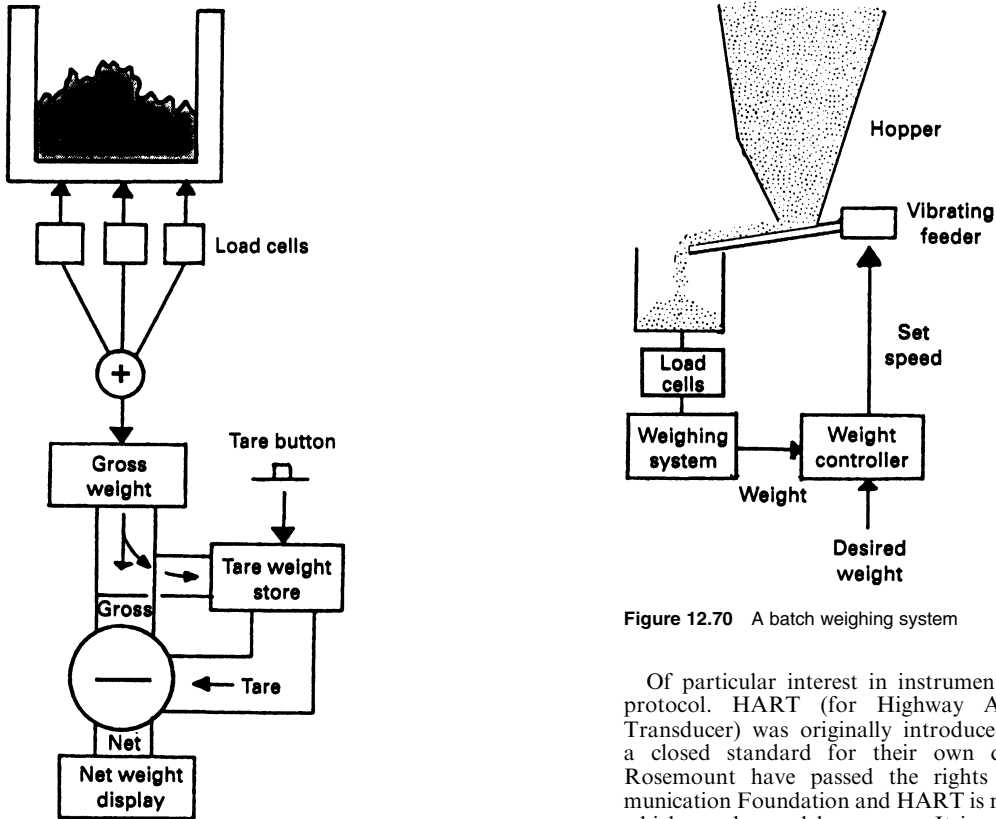 Load cells
+
Tare button
Gross
weight
Tare weight
store
Gross
Tare
Net
Net weight
display
Hopper
Vibrating
feeder
Set
speed
Load
cells
Weighing
system
Weight
controller
Weight
Desired
weight
Figure 12.70 A batch weighing system
Of particular interest in instrument
protocol. HART (for Highway A
Transducer) was originally introduce
a closed standard for their own
Rosemount have passed the rights
munication Foundation and HART is